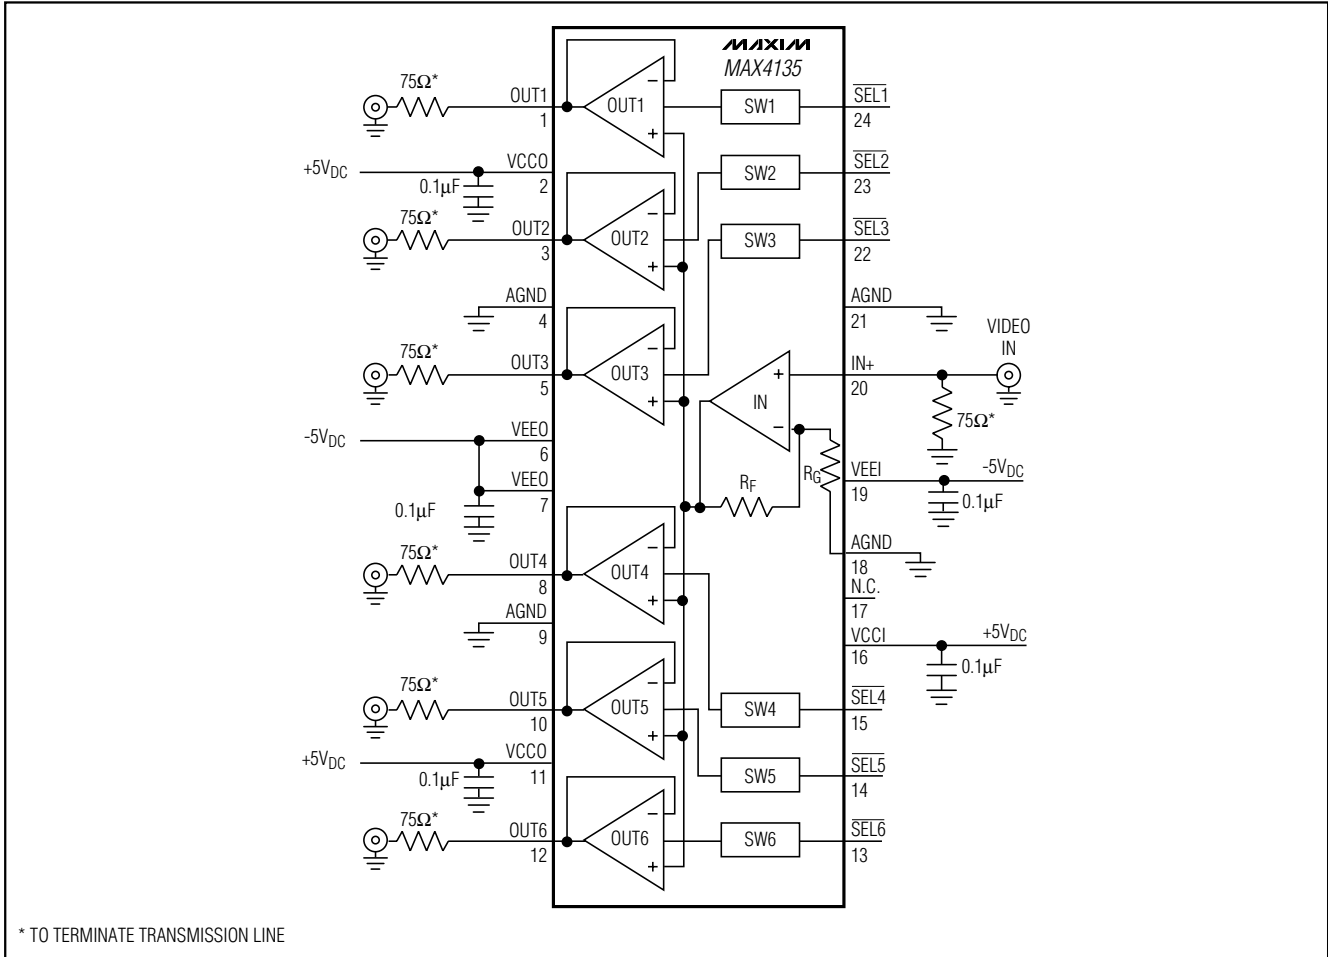 MAXIM
MAX4135
75Ω*
OUT1
1
OUT1
SW1
SEL1
24
+5VDC
VCCO
2
0.1µF
SW2
SEL2
23
75Ω*
OUT2
3
OUT2
SW3
SEL3
22
AGND
4
AGND
21
VIDEO
IN
75Ω*
OUT3
5
OUT3
IN
IN+
20
75Ω*
-5VDC
VEEO
6
VEEO
7
0.1µF
RF
RG
VEEI
19
-5VDC
0.1µF
75Ω*
OUT4
8
OUT4
AGND
18
N.C.
17
AGND
9
VCCI
16
+5VDC
0.1µF
75Ω*
OUT5
10
OUT5
SW4
SEL4
15
+5VDC
VCCO
11
0.1µF
SW5
SEL5
14
75Ω*
OUT6
12
OUT6
SW6
SEL6
13
* TO TERMINATE TRANSMISSION LINE